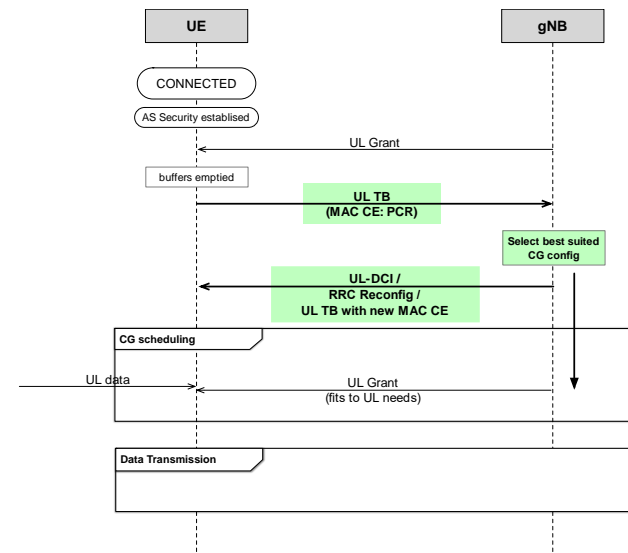 UE
gNB
CONNECTED
AS Security establised
UL Grant
buffers emptied
UL TB
(MAC CE: PCR)
Select best suited
CG config
UL-DCI /
RRC Reconfig /
UL TB with new MAC CE
CG scheduling
UL data
UL Grant
(fits to UL needs)
Data Transmission